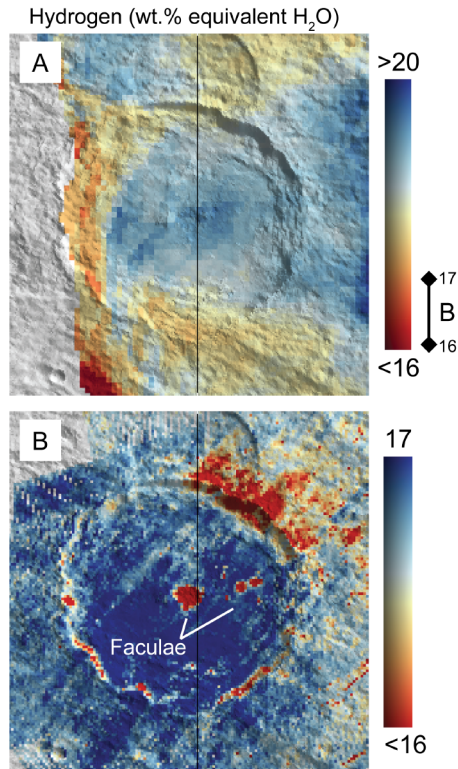 Hydrogen (wt.% equivalent H₂O)
A
>20
17
B
16
<16
B
17
Faculae
<16